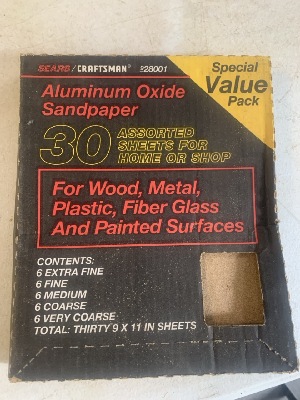 SEARS / CRAFTSMAN® 228001
Special
Value
Pack
Aluminum Oxide
Sandpaper
30 ASSORTED
SHEETS FOR
HOME OR SHOP
For Wood, Metal,
Plastic, Fiber Glass
And Painted Surfaces
CONTENTS:
6 EXTRA FINE
6 FINE
6 MEDIUM
6 COARSE
6 VERY COARSE
TOTAL: THIRTY 9 X 11 IN SHEETS